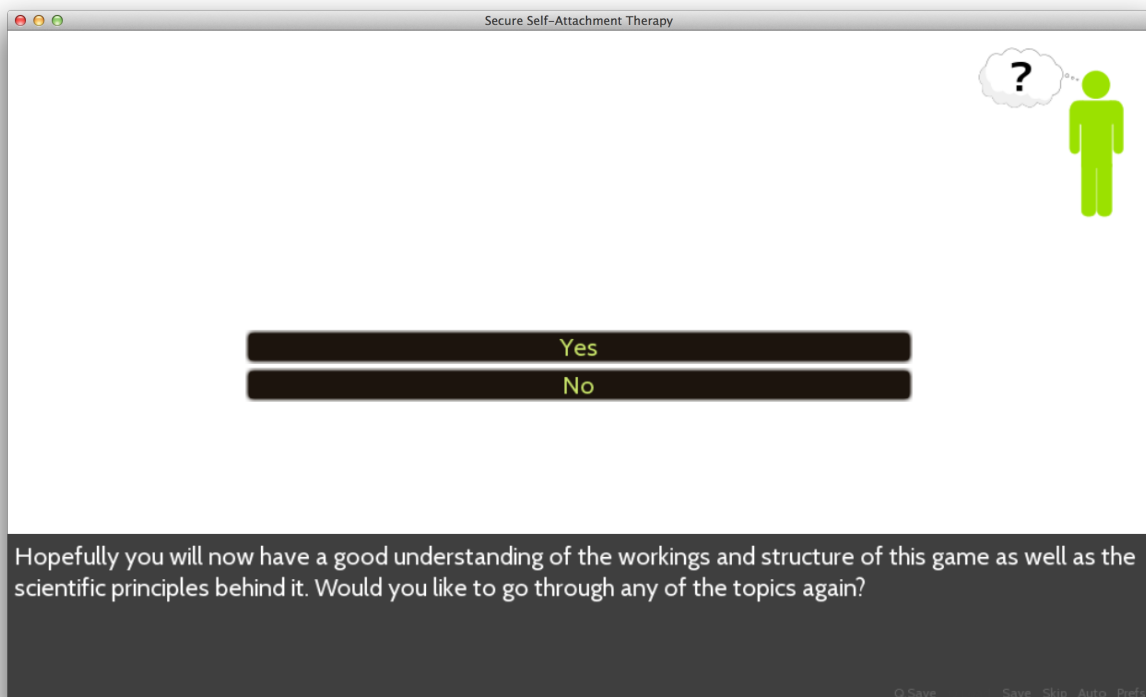 Secure Self-Attachment Therapy
?
Yes
No
Hopefully you will now have a good understanding of the workings and structure of this game as well as the
scientific principles behind it. Would you like to go through any of the topics again?
Q.Save Save Skip Auto Prefs